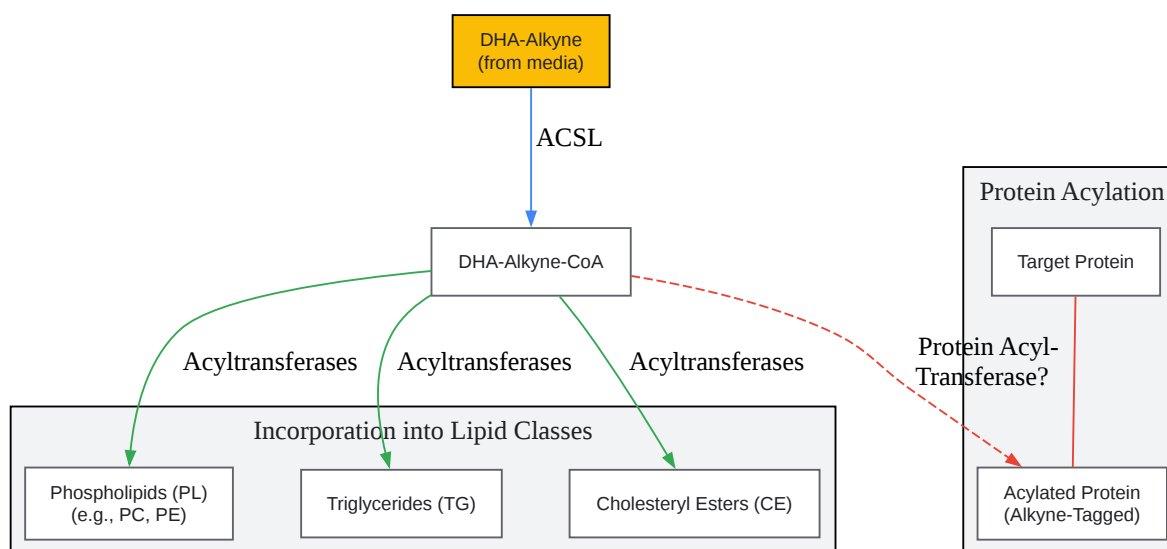 DHA-Alkyne
(from media)
ACSL
Protein Acylation
DHA-Alkyne-CoA
Target Protein
Acyltransferases
Acyltransferases
Acyltransferases
Protein Acyl-
Transferase?
Incorporation into Lipid Classes
Phospholipids (PL)
(e.g., PC, PE)
Triglycerides (TG)
Cholesteryl Esters (CE)
Acylated Protein
(Alkyne-Tagged)